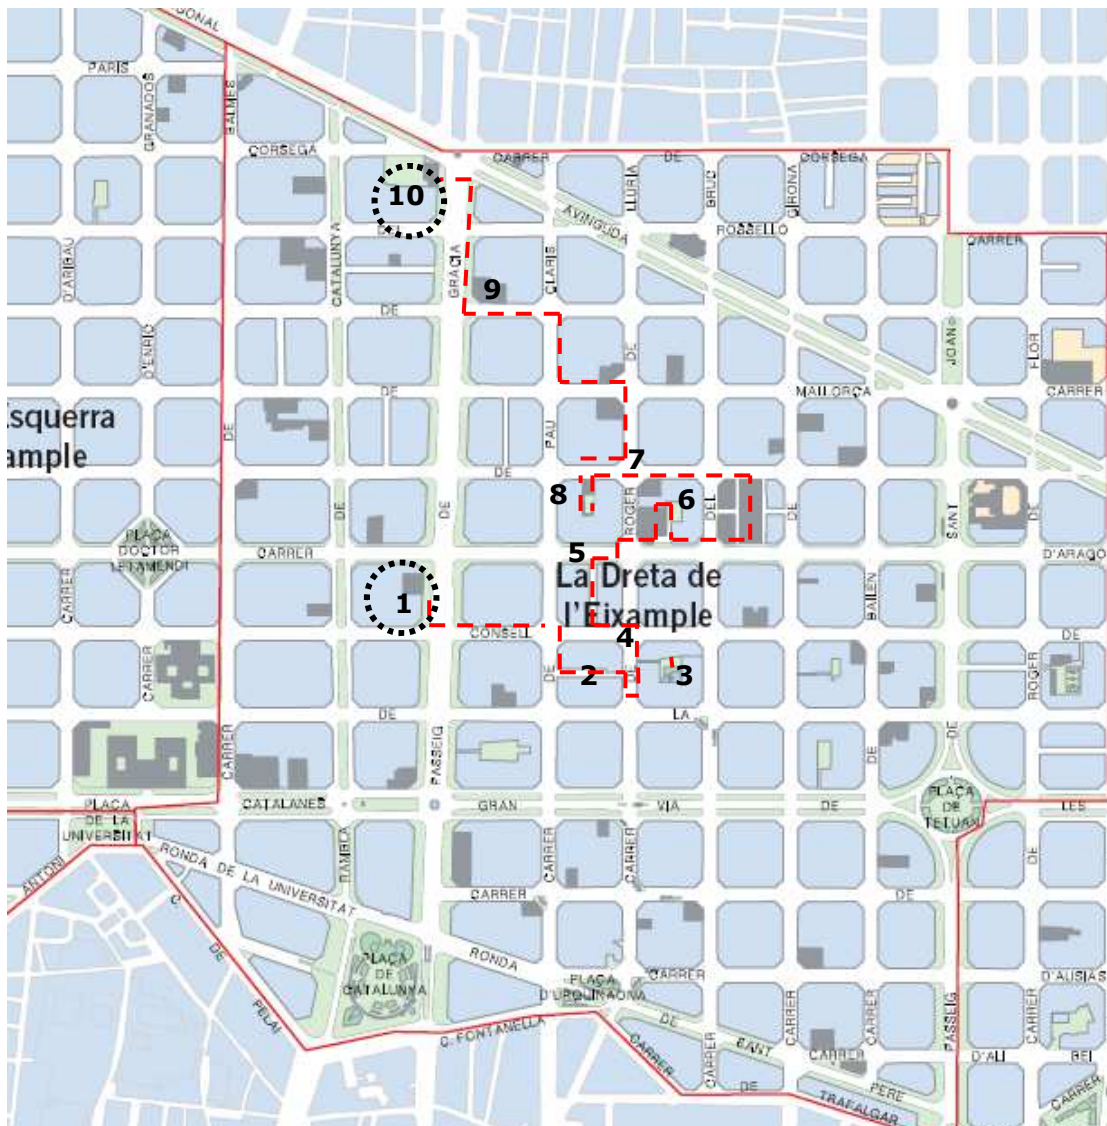 GONAL
PARIS
GRANADOS
BALMES
CORSEGA
CARRER
DE
CORSEGA
10
LLURIA
BRUC
GIRONA
AVINGUDA
ROSSELLO
CARRER
DEL
D'ARIBAU
CATALUNYA
GRACIA
CLARIS
9
DE
D'ENRIC
DE
JOAN
FLOR
DE
MALLORCA
CARRER
Esquerra
ample
DE
PAU
DE
7
8
ROGER
6
DEL
DE
SANT
DE
DE
PLAÇA
DOCTOR
LETAMENDI
CARRER
5
D'ARAGO
La Dreta de
l'Eixample
CARRER
1
BAILEN
CONSELL
4
DE
CARRER
DE
2
DE
3
ROGER
DE
LA
CARRER
PASSEIG
DE
DE
PLAÇA
DE LA
UNIVERSITAT
CATALANES
GRAN
VIA
DE
PLAÇA
DE
TETUAN
LES
ANTONI
RONDA DE LA UNIVERSITAT
RAMBLA
CARRER
CARRER
DE
CARRER
DE
DE
PELAI
PLAÇA
DE
CATALUNYA
RONDA
PLAÇA
D'URQUINAONA
CARRER
D'AUSIAS
C. FONTANELLA
DE
SANT
PERE
CARRER
CARRER
CARRER
CARRER
CARRER
PASSEIG
CARRER
D'ALI
BEI
DE
TRAFALGAR
CARRER